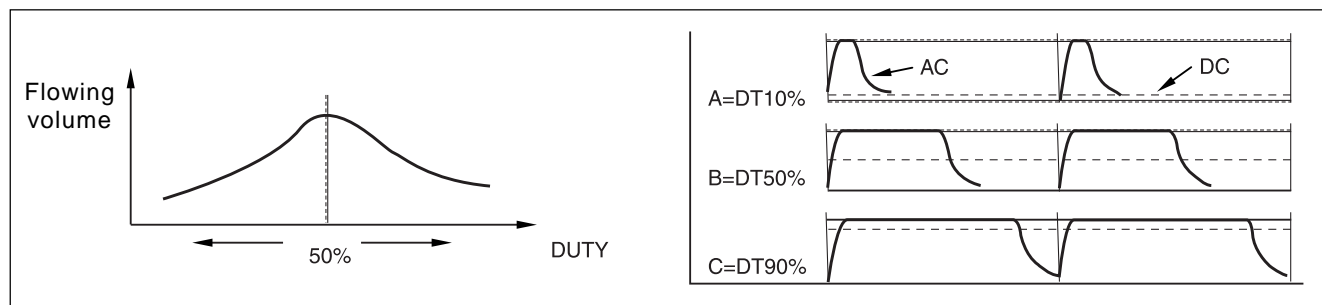 Flowing
volume
50%
DUTY
AC
DC
A=DT10%
B=DT50%
C=DT90%